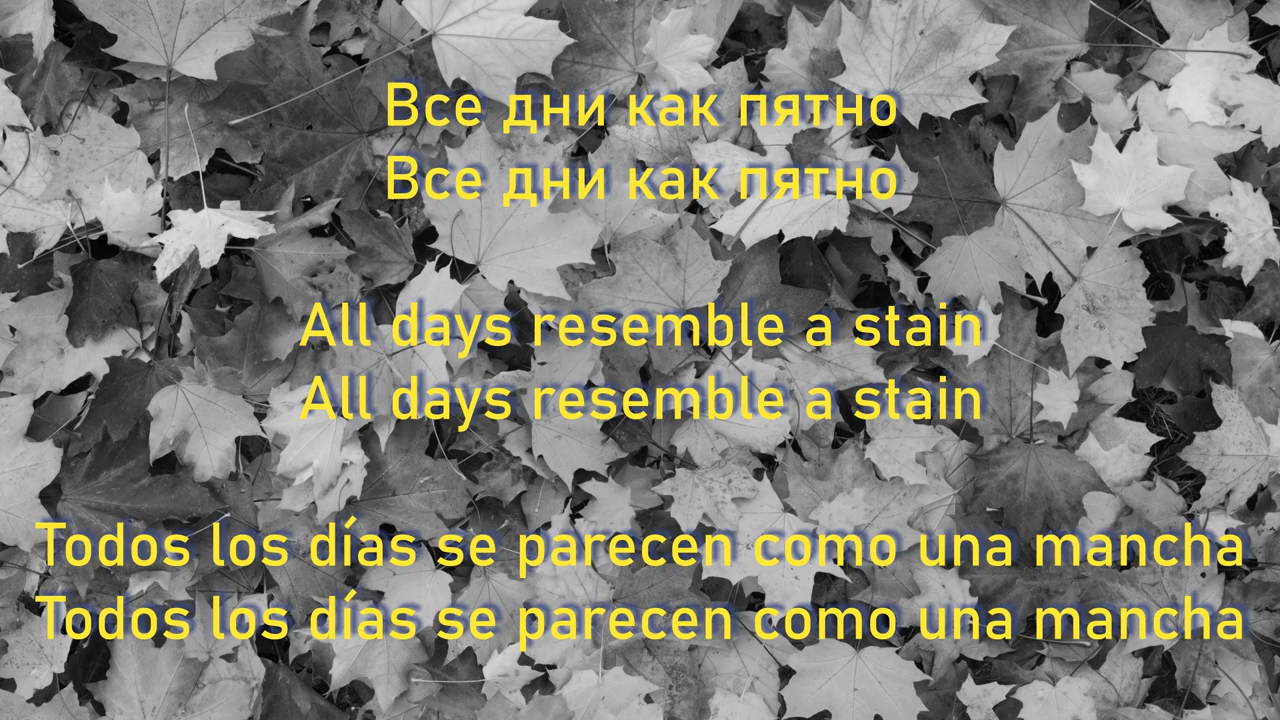 Все дни как пятно
Все дни как пятно
All days resemble a stain
All days resemble a stain
Todos los días se parecen como una mancha
Todos los días se parecen como una mancha